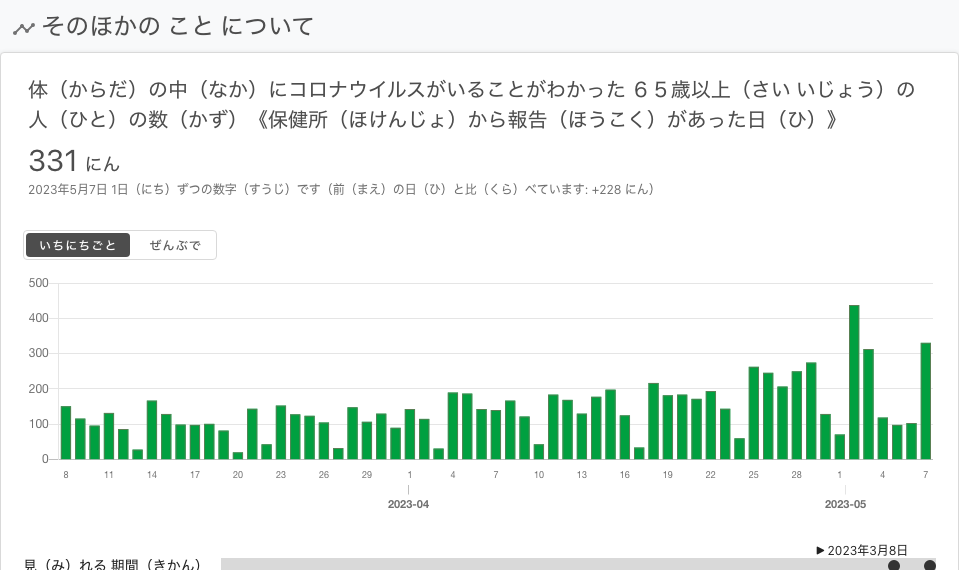 そのほかの こと について
体（からだ）の中（なか）にコロナウイルスがいることがわかった ６５歳以上（さい いじょう）の
人（ひと）の数（かず）《保健所（ほけんじょ）から報告（ほうこく）があった日（ひ）》
331 にん
2023年5月7日 1日（にち）ずつの数字（すうじ）です（前（まえ）の日（ひ）と比（くら）べています: +228 にん）
いちにちごと ぜんぶで
500
400
300
200
100
0
8 11 14 17 20 23 26 29 1 4 7 10 13 16 19 22 25 28 1 4 7
2023-04 2023-05
▶ 2023年3月8日
見（み）れる 期間（きかん）